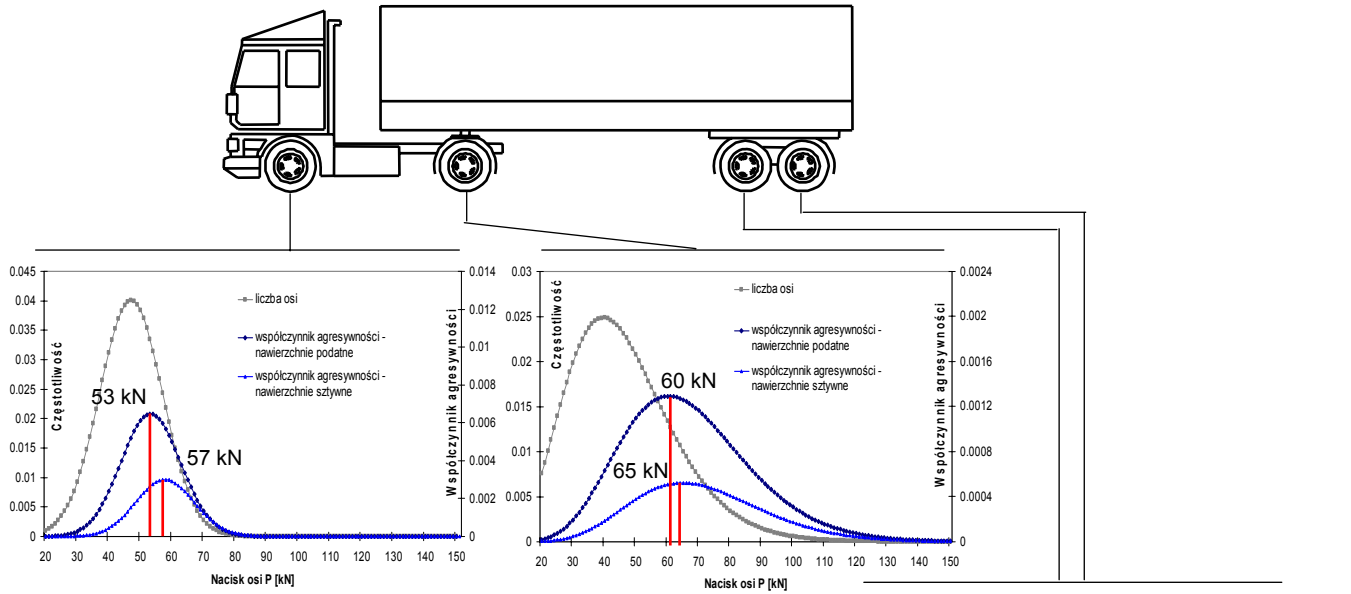 0.045
0.04
0.035
0.03
0.025
0.02
0.015
0.01
0.005
0
Częstotliwość
liczba osi
współczynnik agresywności -
nawierzchnie podatne
współczynnik agresywności -
nawierzchnie sztywne
53 kN
57 kN
0.014
0.012
0.01
0.008
0.006
0.004
0.002
0
Współczynnik agresywności
20 30 40 50 60 70 80 90 100 110 120 130 140 150
Nacisk osi P [kN]
0.03
0.025
0.02
0.015
0.01
0.005
0
Częstotliwość
liczba osi
współczynnik agresywności -
nawierzchnie podatne
współczynnik agresywności -
nawierzchnie sztywne
60 kN
65 kN
0.0024
0.002
0.0016
0.0012
0.0008
0.0004
0
Współczynnik agresywności
20 30 40 50 60 70 80 90 100 110 120 130 140 150
Nacisk osi P [kN]